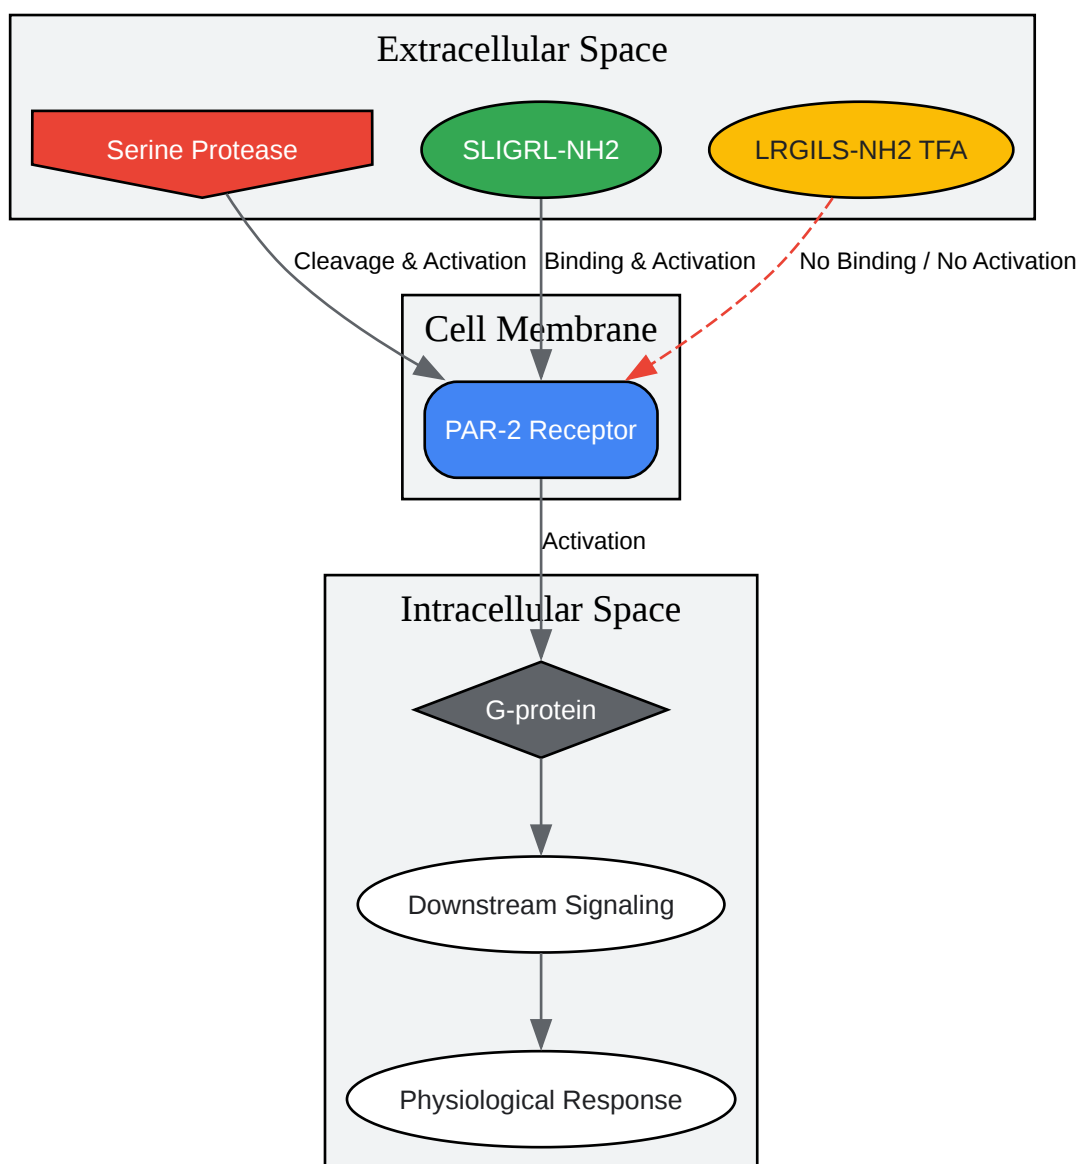 Extracellular Space
Serine Protease
SLIGRL-NH2
LRGILS-NH2 TFA
Cleavage & Activation
Binding & Activation
No Binding / No Activation
Cell Membrane
PAR-2 Receptor
Activation
Intracellular Space
G-protein
Downstream Signaling
Physiological Response